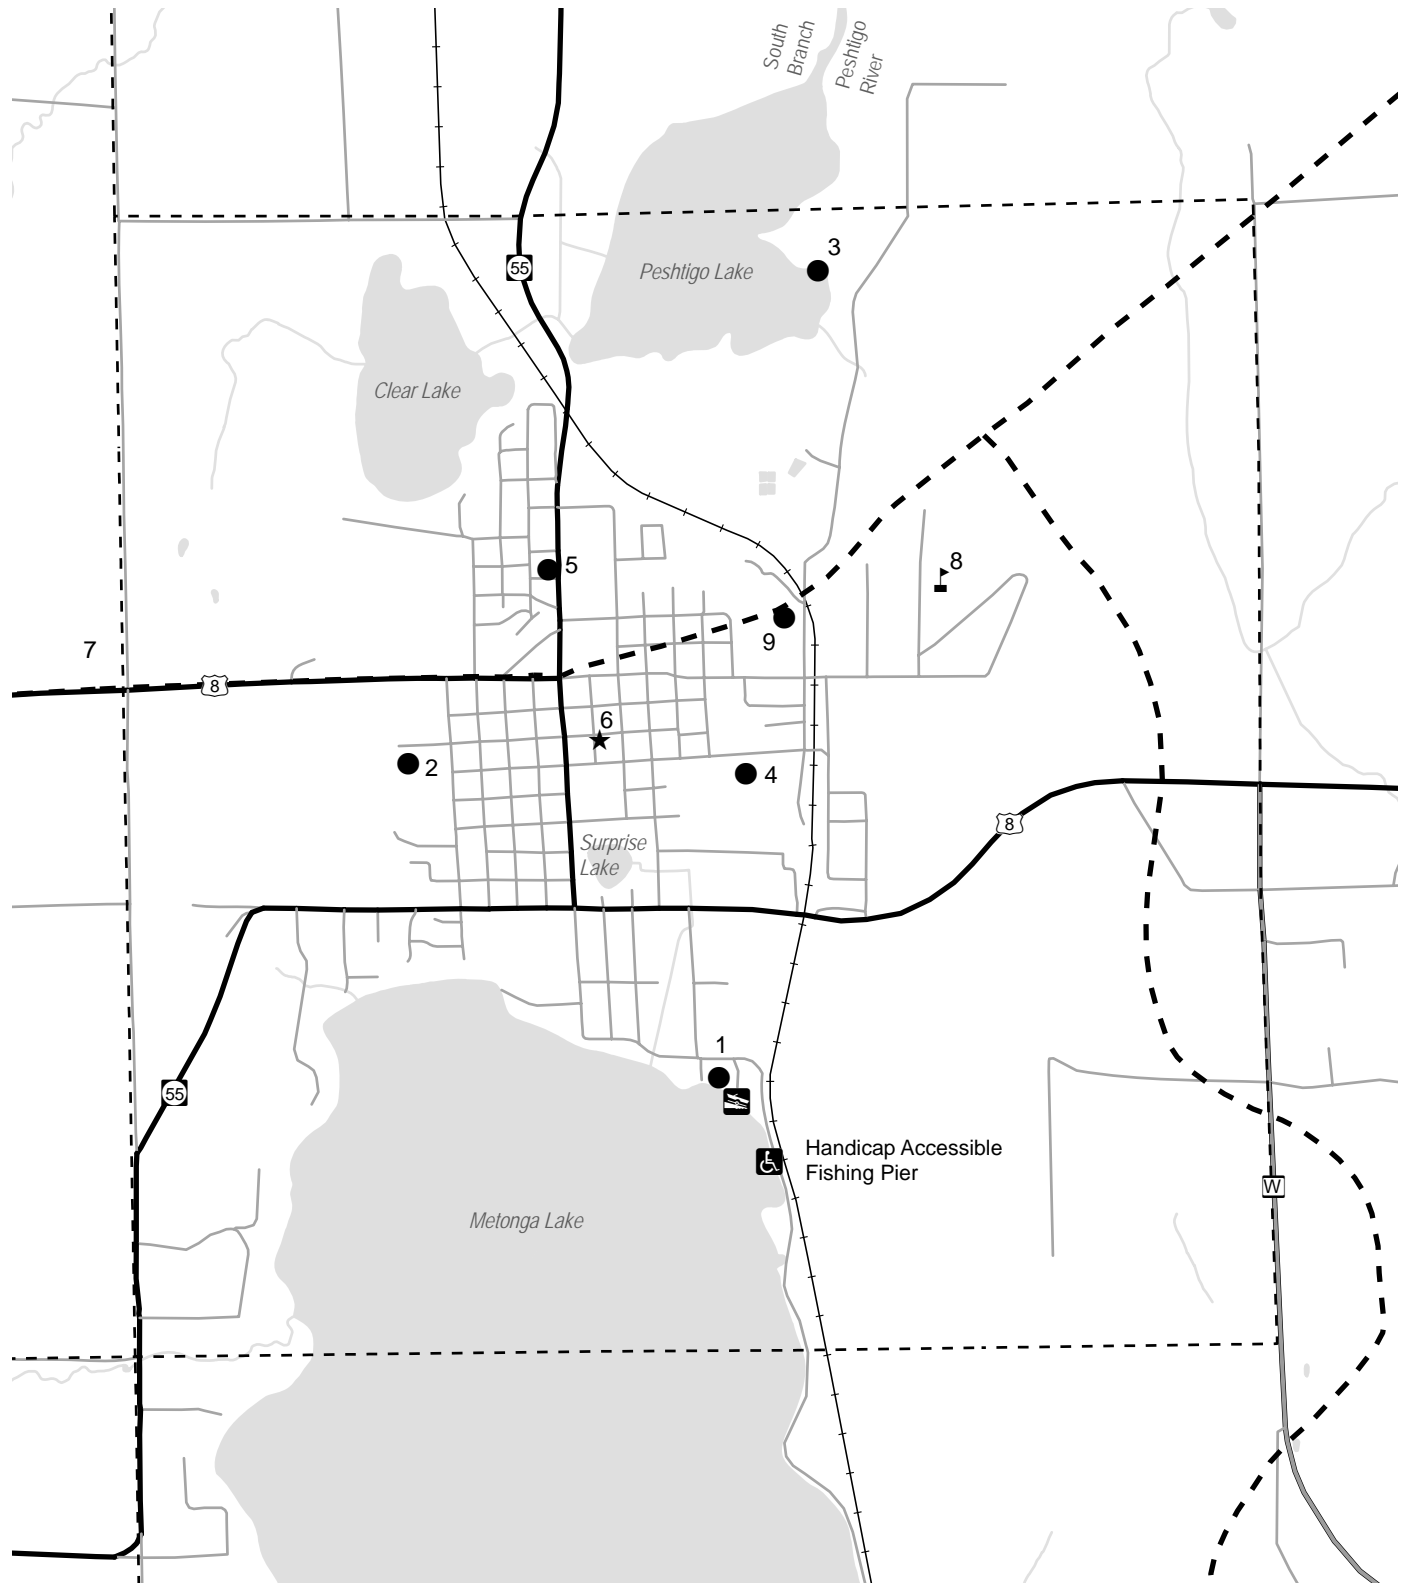 South
Branch
Peshtigo
River
3
55
Peshtigo Lake
Clear Lake
5
8
9
7
8
6
2
4
8
Surprise
Lake
1
55
Handicap Accessible
Fishing Pier
W
Metonga Lake